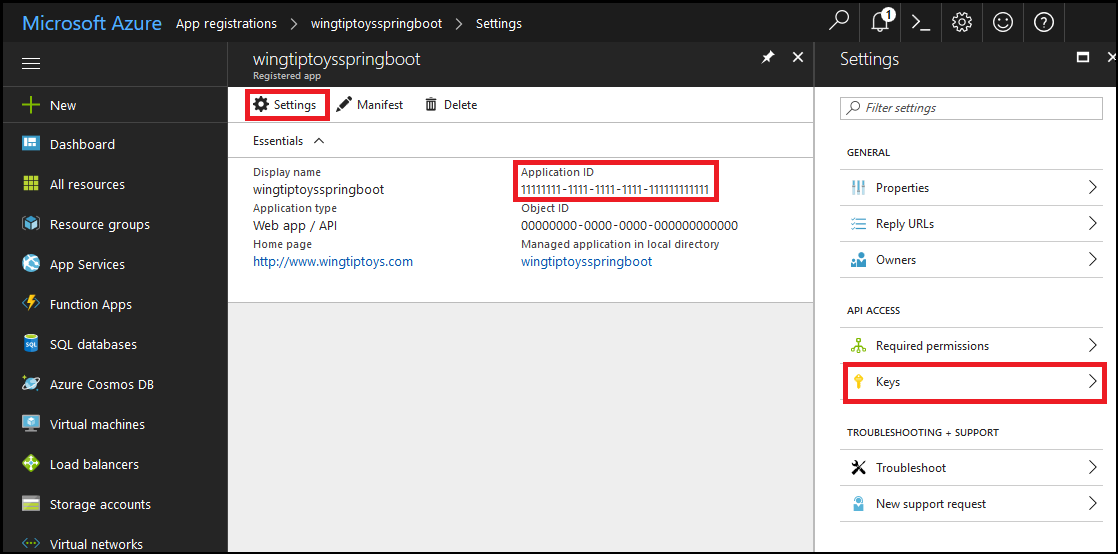 Microsoft Azure App registrations > wingtiptoysspringboot > Settings
1
New
Dashboard
All resources
Resource groups
App Services
Function Apps
SQL databases
Azure Cosmos DB
Virtual machines
Load balancers
Storage accounts
Virtual networks
wingtiptoysspringboot
Registered app
Settings Manifest Delete
Essentials
Display name
wingtiptoysspringboot
Application type
Web app / API
Home page
http://www.wingtiptoys.com
Application ID
11111111-1111-1111-1111-111111111111
Object ID
00000000-0000-0000-000000000000
Managed application in local directory
wingtiptoysspringboot
Settings
Filter settings
GENERAL
Properties
Reply URLs
Owners
API ACCESS
Required permissions
Keys
TROUBLESHOOTING + SUPPORT
Troubleshoot
New support request